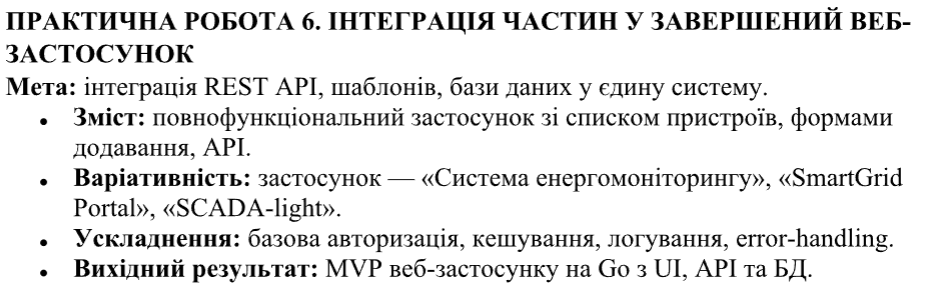 ПРАКТИЧНА РОБОТА 6. ІНТЕГРАЦІЯ ЧАСТИН У ЗАВЕРШЕНИЙ ВЕБ-
ЗАСТОСУНОК
Мета: інтеграція REST API, шаблонів, бази даних у єдину систему.
• Зміст: повнофункціональний застосунок зі списком пристроїв, формами
додавання, API.
• Варіативність: застосунок — «Система енергомоніторингу», «SmartGrid
Portal», «SCADA-light».
• Ускладнення: базова авторизація, кешування, логування, error-handling.
• Вихідний результат: MVP веб-застосунку на Go з UI, API та БД.